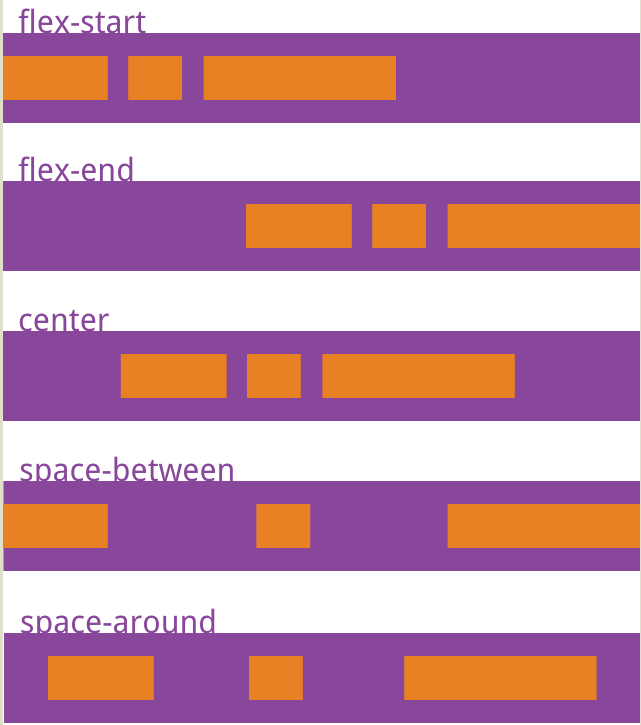 flex-start
flex-end
center
space-between
space-around